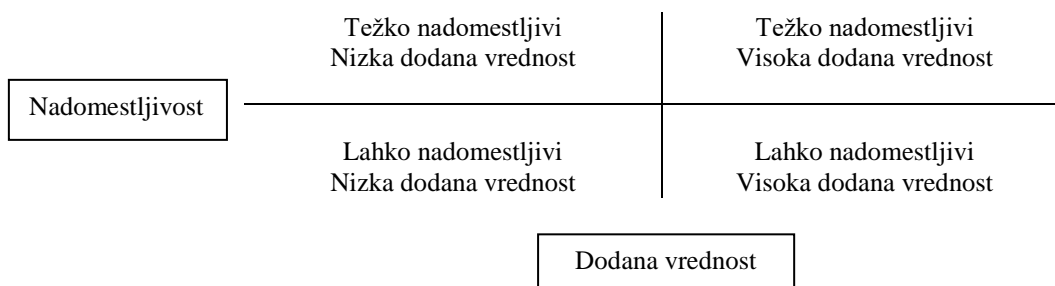 Težko nadomestljivi
Nizka dodana vrednost
Težko nadomestljivi
Visoka dodana vrednost
Nadomestljivost
Lahko nadomestljivi
Nizka dodana vrednost
Lahko nadomestljivi
Visoka dodana vrednost
Dodana vrednost